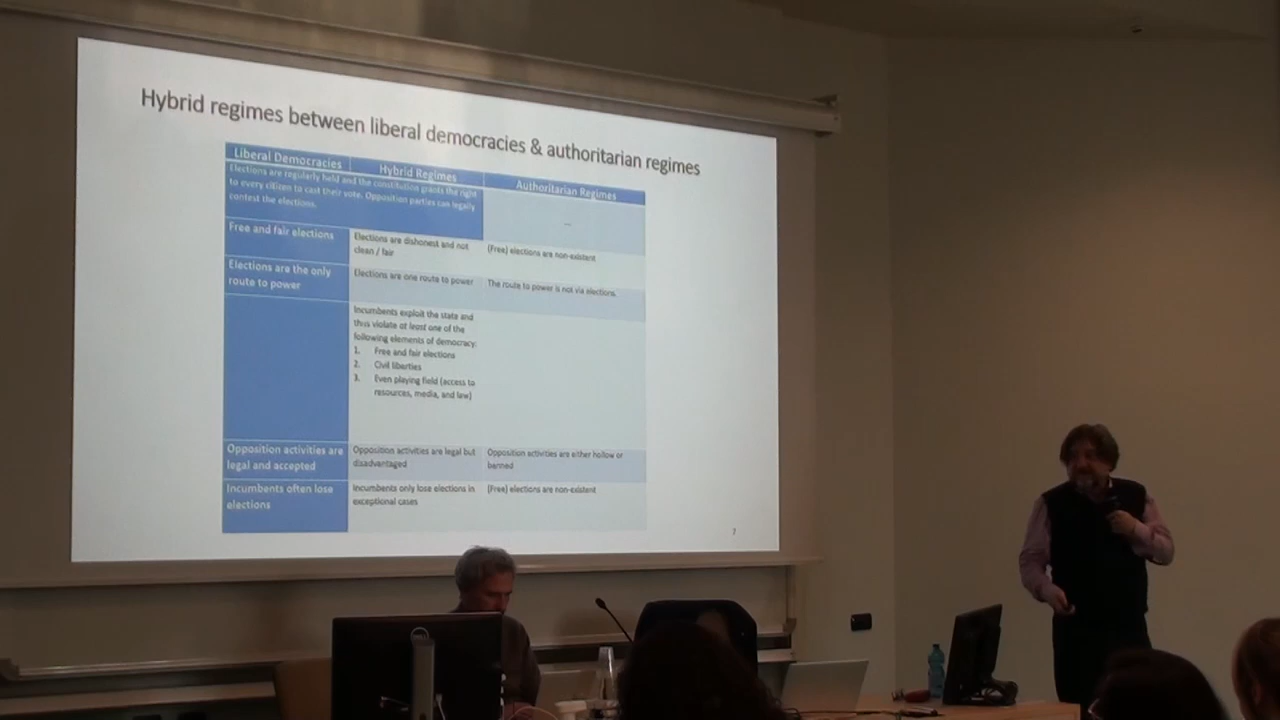 Hybrid regimes between liberal democracies & authoritarian regimes
Liberal Democracies
Hybrid Regimes
Authoritarian Regimes
Elections are regularly held and the constitution grants the right
to every citizen to cast their vote. Opposition parties can legally
contest the elections.
...
Free and fair elections
Elections are dishonest and not
clean / fair
(Free) elections are non-existent
Elections are the only
route to power
Elections are one route to power
The route to power is not via elections.
Incumbents exploit the state and
thus violate at least one of the
following elements of democracy:
1. Free and fair elections
2. Civil liberties
3. Even playing field (access to
resources, media, and law)
Opposition activities are
legal and accepted
Opposition activities are legal but
disadvantaged
Opposition activities are either hollow or
banned
Incumbents often lose
elections
Incumbents only lose elections in
exceptional cases
(Free) elections are non-existent
7